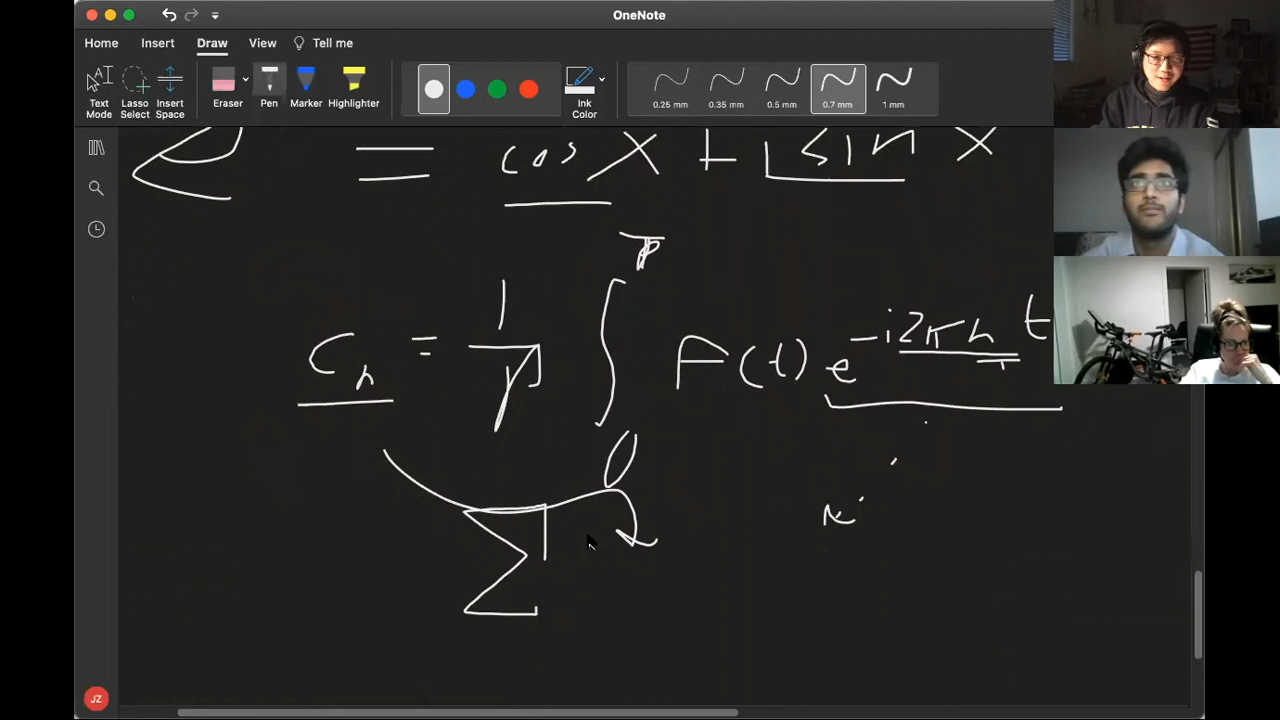 OneNote
Home Insert Draw View Tell me
Text Mode Lasso Select Insert Space Eraser Pen Marker Highlighter Ink Color 0.25 mm 0.35 mm 0.5 mm 0.7 mm 1 mm
= cos x + i sin x
C_n = 1/P ∫ f(t) e^{-i2πn t
0
Σ
JZ